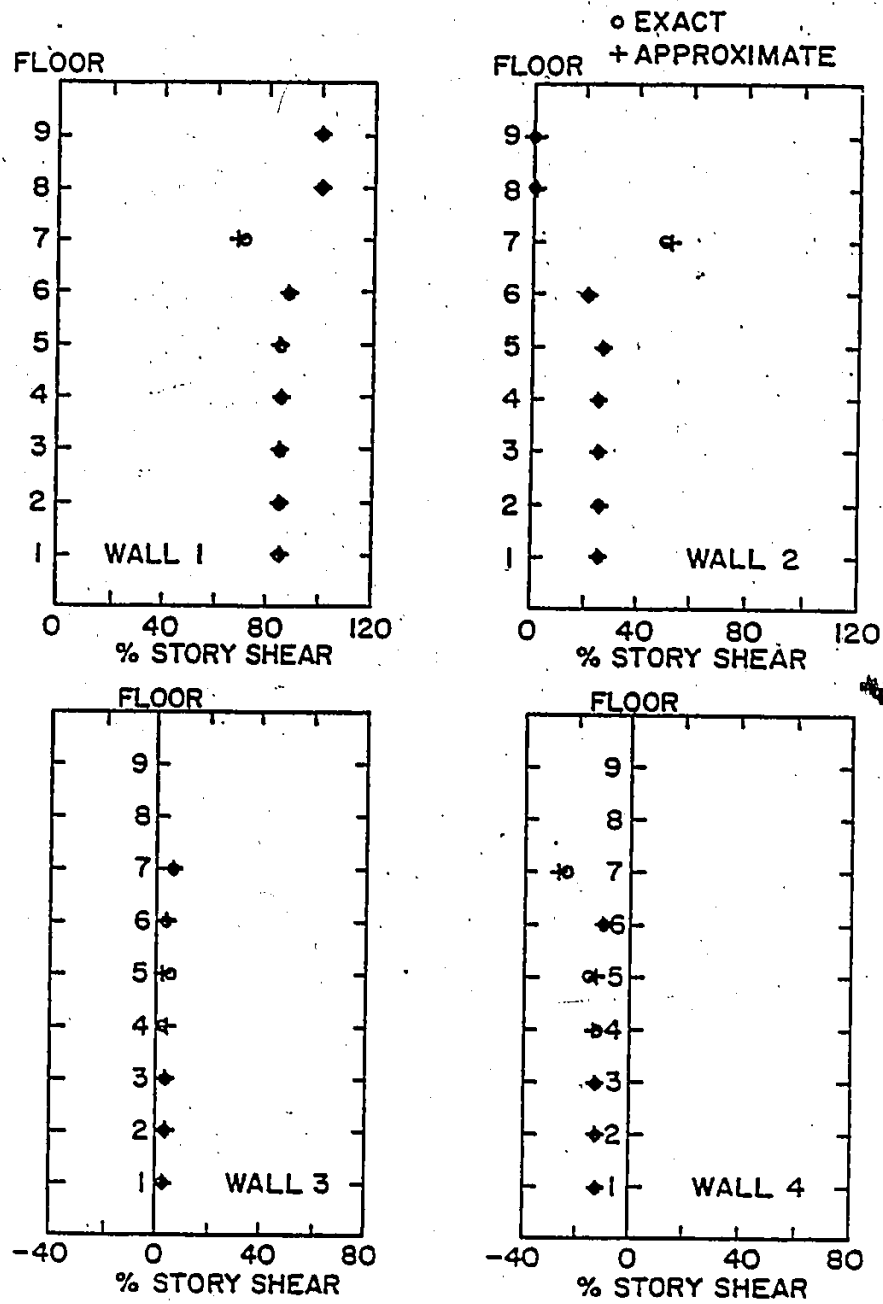 o EXACT
+ APPROXIMATE
FLOOR
9
8
7
6
5
4
3
2
1
WALL 1
0 40 80 120
% STORY SHEAR
FLOOR
9
8
7
6
5
4
3
2
1
WALL 2
0 40 80 120
% STORY SHEAR
FLOOR
9
8
7
6
5
4
3
2
1
WALL 3
-40 0 40 80
% STORY SHEAR
FLOOR
9
8
7
6
5
4
3
2
1
WALL 4
-40 0 40 80
% STORY SHEAR